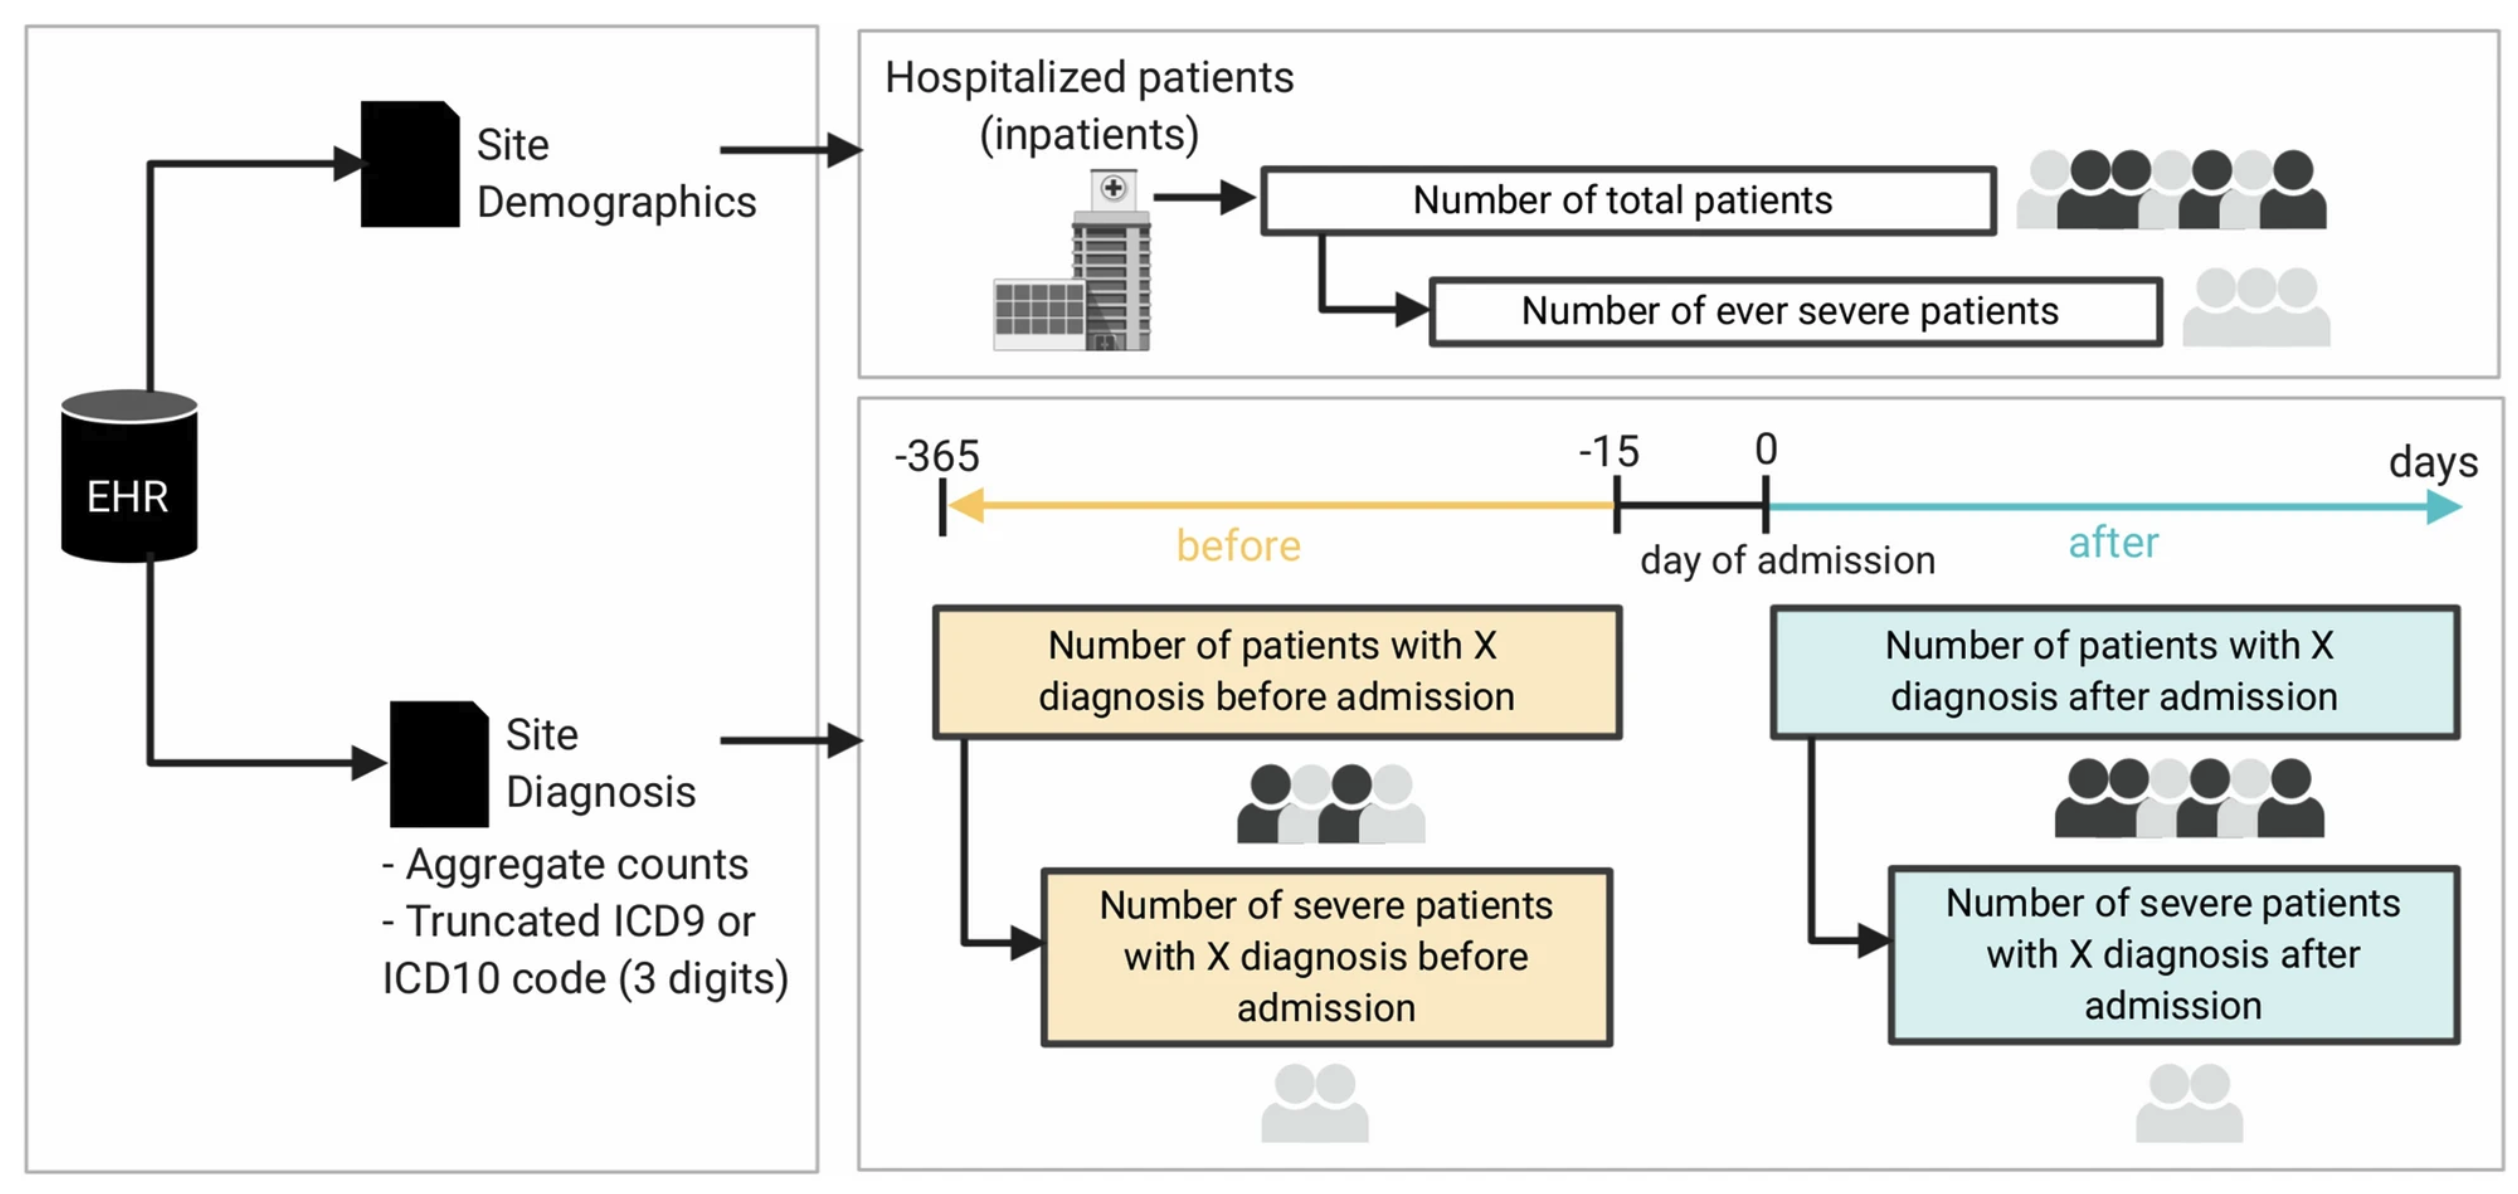 EHR
Site
Demographics
Site
Diagnosis
- Aggregate counts
- Truncated ICD9 or
ICD10 code (3 digits)
Hospitalized patients
(inpatients)
Number of total patients
Number of ever severe patients
-365
-15
0
days
before
day of admission
after
Number of patients with X
diagnosis before admission
Number of severe patients
with X diagnosis before
admission
Number of patients with X
diagnosis after admission
Number of severe patients
with X diagnosis after
admission